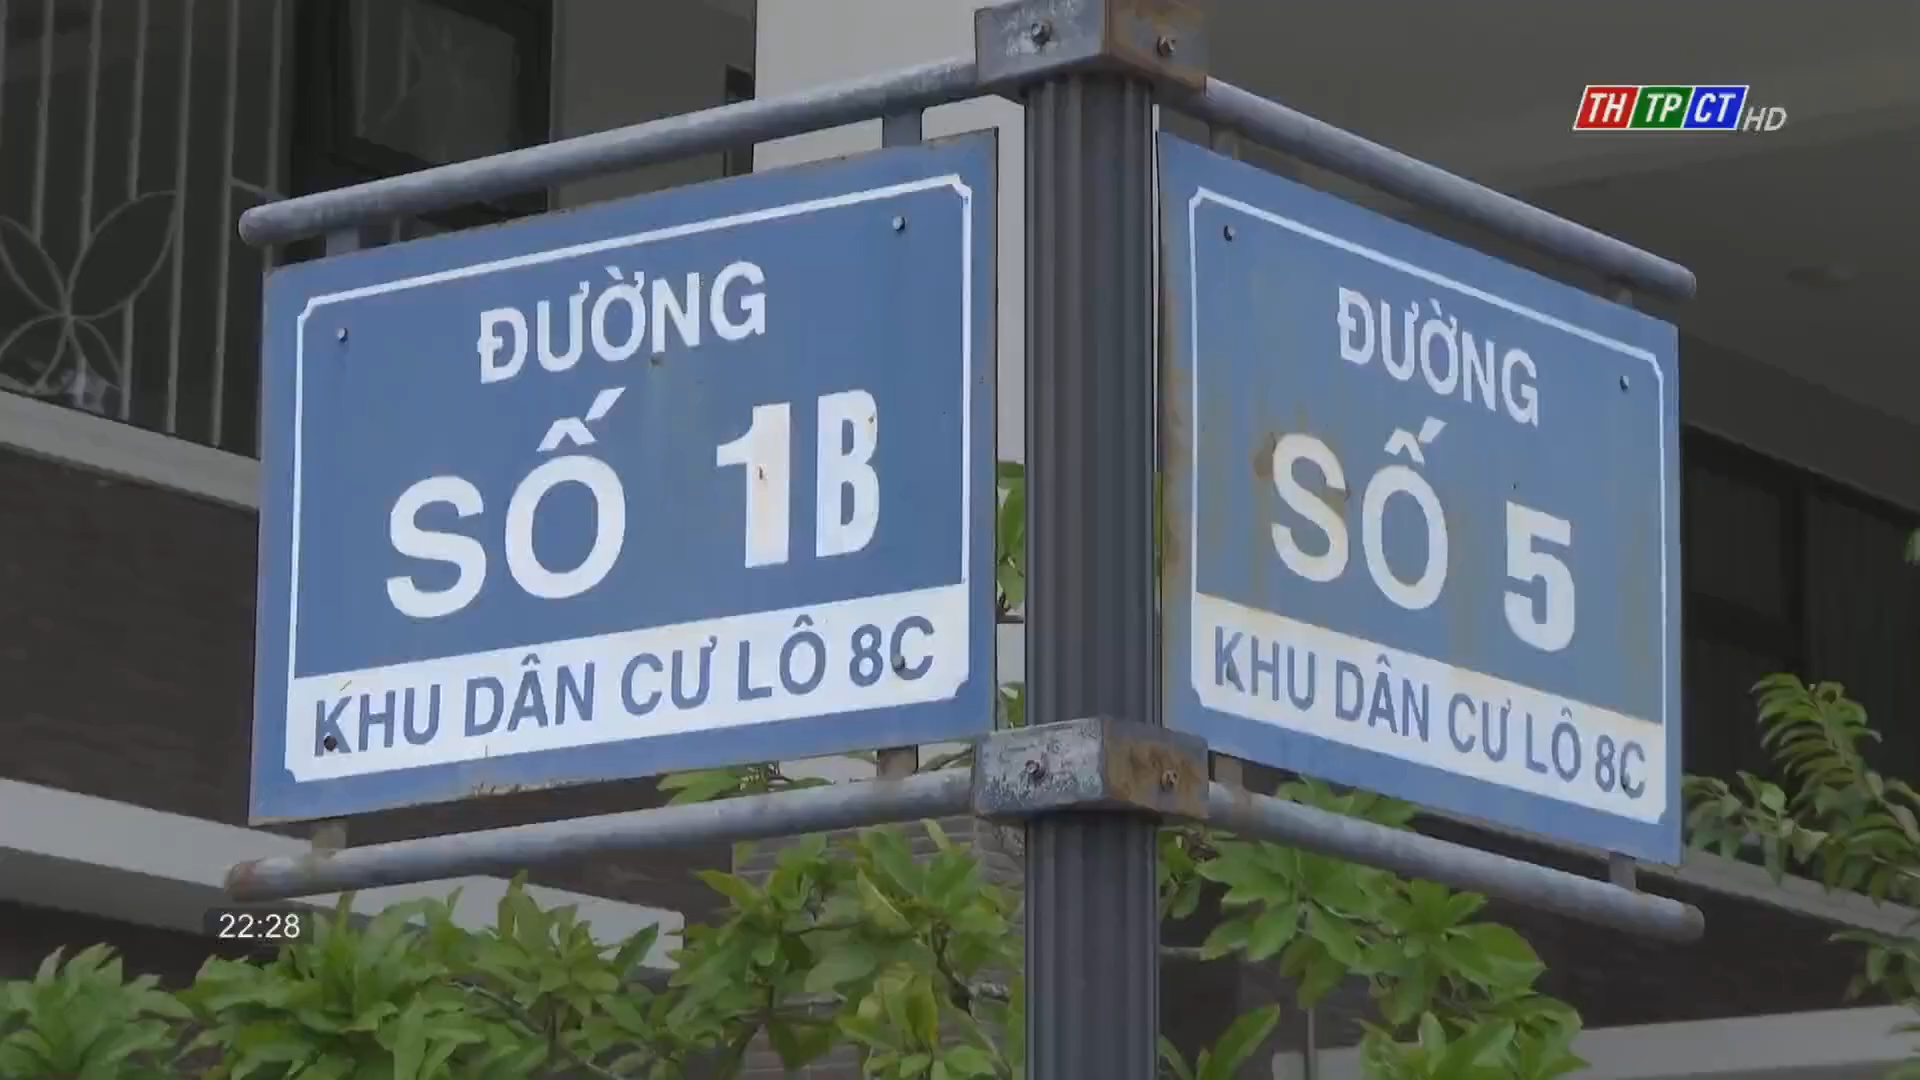 THTPCT HD
ĐƯỜNG
SỐ 1B
KHU DÂN CƯ LÔ 8C
ĐƯỜNG
SỐ 5
KHU DÂN CƯ LÔ 8C
22:28